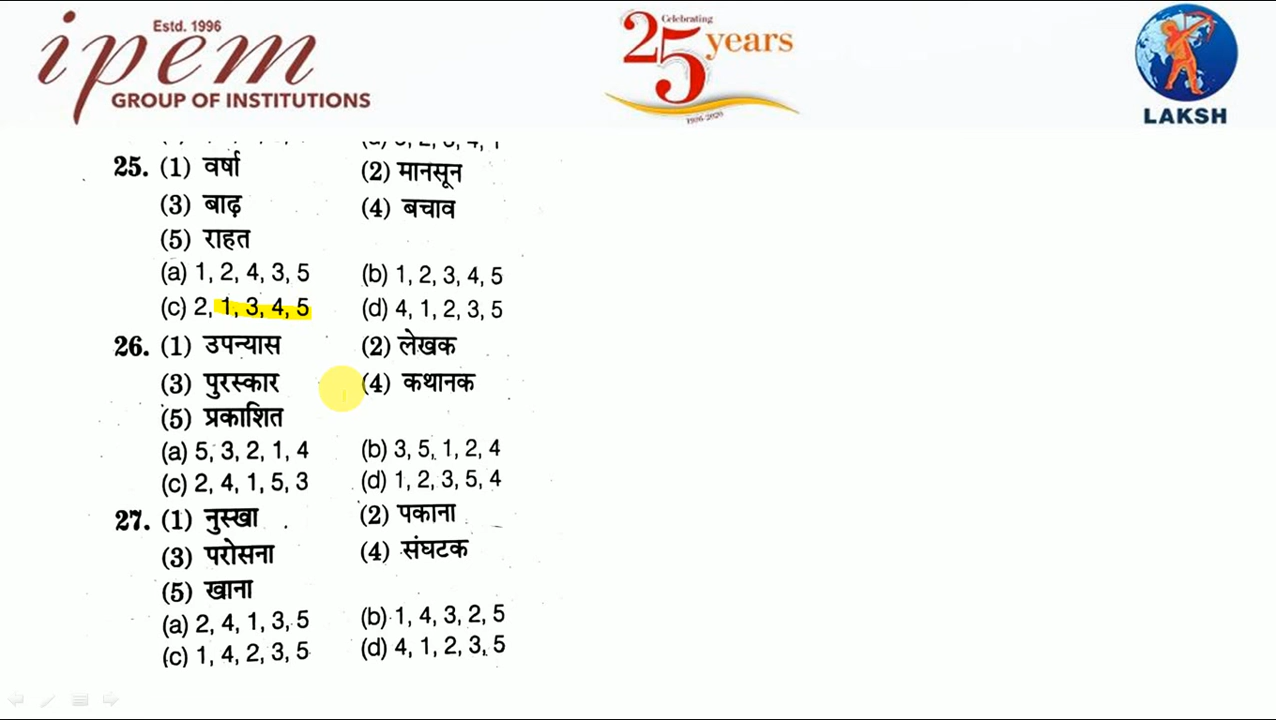 Estd. 1996
ipem
GROUP OF INSTITUTIONS
Celebrating
25 years
1996-2020
LAKSH
25. (1) वर्षा (2) मानसून
(3) बाढ़ (4) बचाव
(5) राहत
(a) 1, 2, 4, 3, 5 (b) 1, 2, 3, 4, 5
(c) 2, 1, 3, 4, 5 (d) 4, 1, 2, 3, 5
26. (1) उपन्यास (2) लेखक
(3) पुरस्कार (4) कथानक
(5) प्रकाशित
(a) 5, 3, 2, 1, 4 (b) 3, 5, 1, 2, 4
(c) 2, 4, 1, 5, 3 (d) 1, 2, 3, 5, 4
27. (1) नुस्खा (2) पकाना
(3) परोसना (4) संघटक
(5) खाना
(a) 2, 4, 1, 3, 5 (b) 1, 4, 3, 2, 5
(c) 1, 4, 2, 3, 5 (d) 4, 1, 2, 3, 5